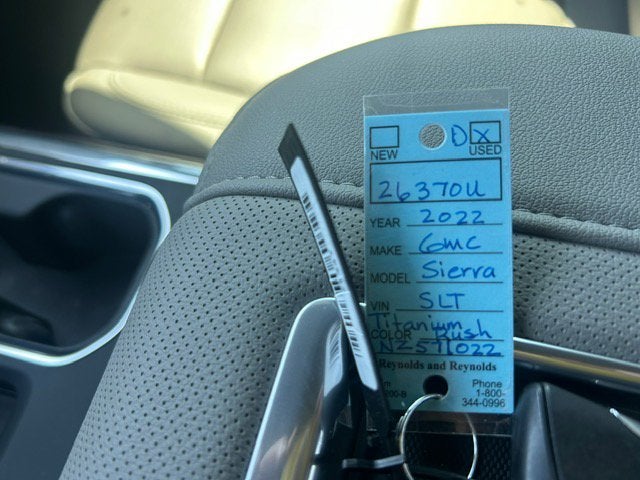 D X
NEW USED
26370U
YEAR 2022
MAKE GMC
MODEL Sierra
VIN SLT
Titanium
COLOR Rush
NZ571022
Reynolds and Reynolds
Phone
1-800-
344-0996